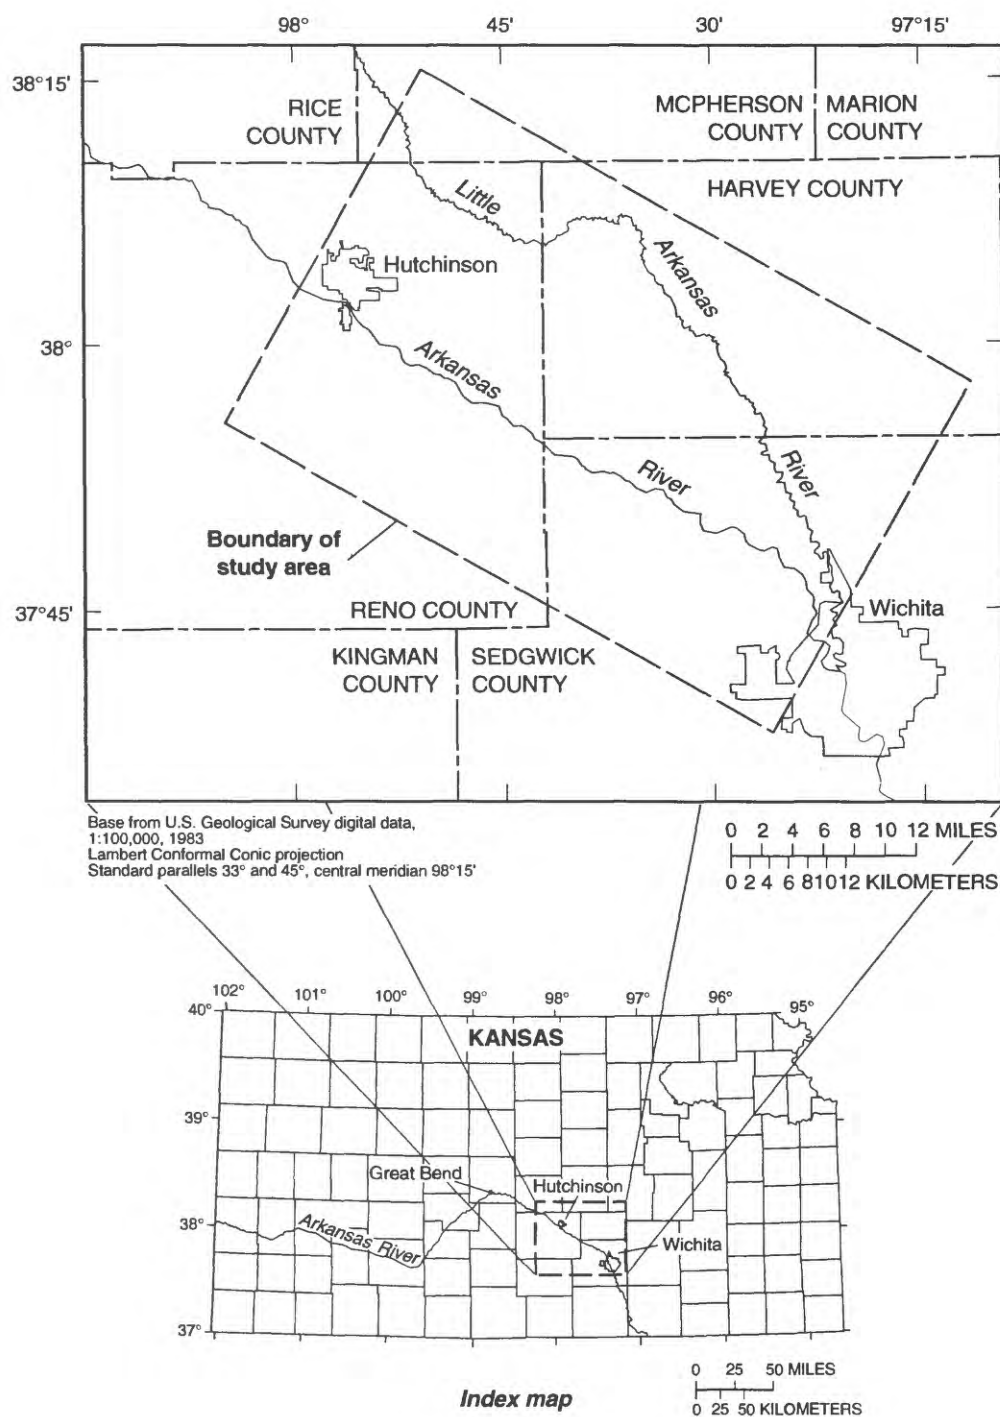 98° 45' 30' 97°15'
38°15'
RICE COUNTY
MCPHERSON COUNTY
MARION COUNTY
HARVEY COUNTY
Little Arkansas River
Hutchinson
38°
Arkansas River
Boundary of study area
37°45'
RENO COUNTY
Wichita
KINGMAN COUNTY
SEDGWICK COUNTY
Base from U.S. Geological Survey digital data,
1:100,000, 1983
Lambert Conformal Conic projection
Standard parallels 33° and 45°, central meridian 98°15'
0 2 4 6 8 10 12 MILES
0 2 4 6 8 10 12 KILOMETERS
102° 101° 100° 99° 98° 97° 96° 95°
40°
KANSAS
39°
Great Bend
Hutchinson
38°
Arkansas River
Wichita
37°
0 25 50 MILES
0 25 50 KILOMETERS
Index map